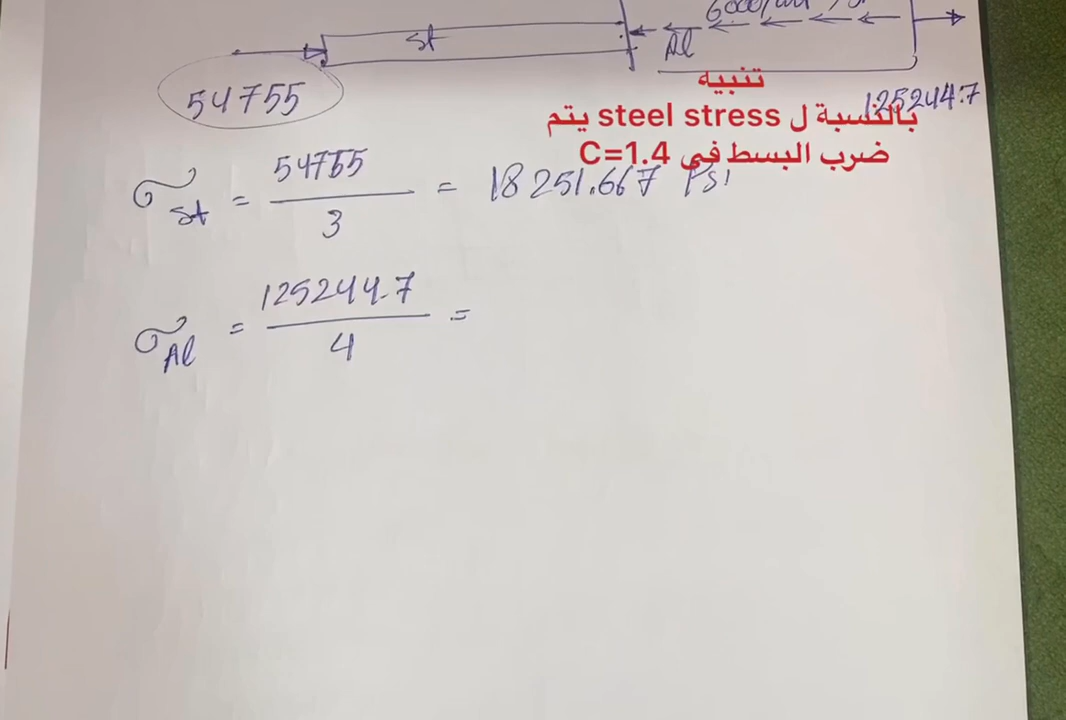 st
Al
54755
125244.7
تنبيه
بالنسبة ل steel stress يتم
ضرب البسط في C=1.4
σst = 54755 / 3 = 18251.667 Psi
σAl = 125244.7 / 4 =